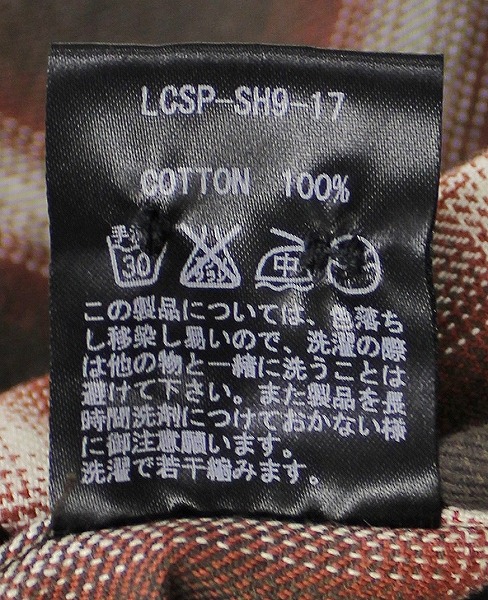 LCSP-SH9-17
COTTON 100%
手洗
30
中
この製品については、色落ち
し移染し易いので、洗濯の際
は他の物と一緒に洗うことは
避けて下さい。また製品を長
時間洗剤につけておかない様
に御注意願います。
洗濯で若干縮みます。